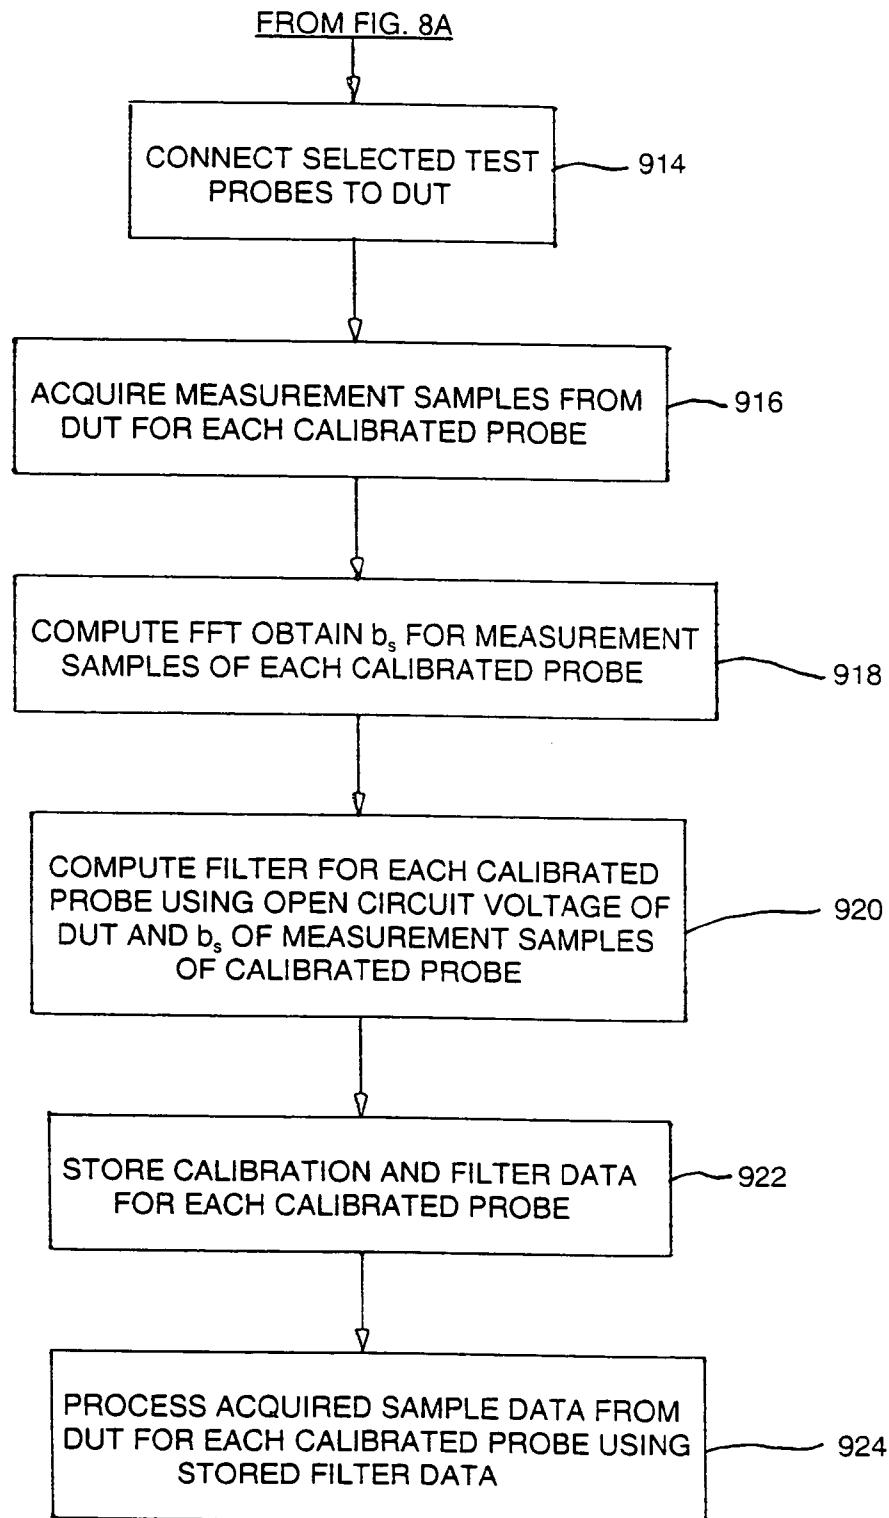 FROM FIG. 8A
CONNECT SELECTED TEST
PROBES TO DUT
914
ACQUIRE MEASUREMENT SAMPLES FROM
DUT FOR EACH CALIBRATED PROBE
916
COMPUTE FFT OBTAIN bₛ FOR MEASUREMENT
SAMPLES OF EACH CALIBRATED PROBE
918
COMPUTE FILTER FOR EACH CALIBRATED
PROBE USING OPEN CIRCUIT VOLTAGE OF
DUT AND bₛ OF MEASUREMENT SAMPLES
OF CALIBRATED PROBE
920
STORE CALIBRATION AND FILTER DATA
FOR EACH CALIBRATED PROBE
922
PROCESS ACQUIRED SAMPLE DATA FROM
DUT FOR EACH CALIBRATED PROBE USING
STORED FILTER DATA
924